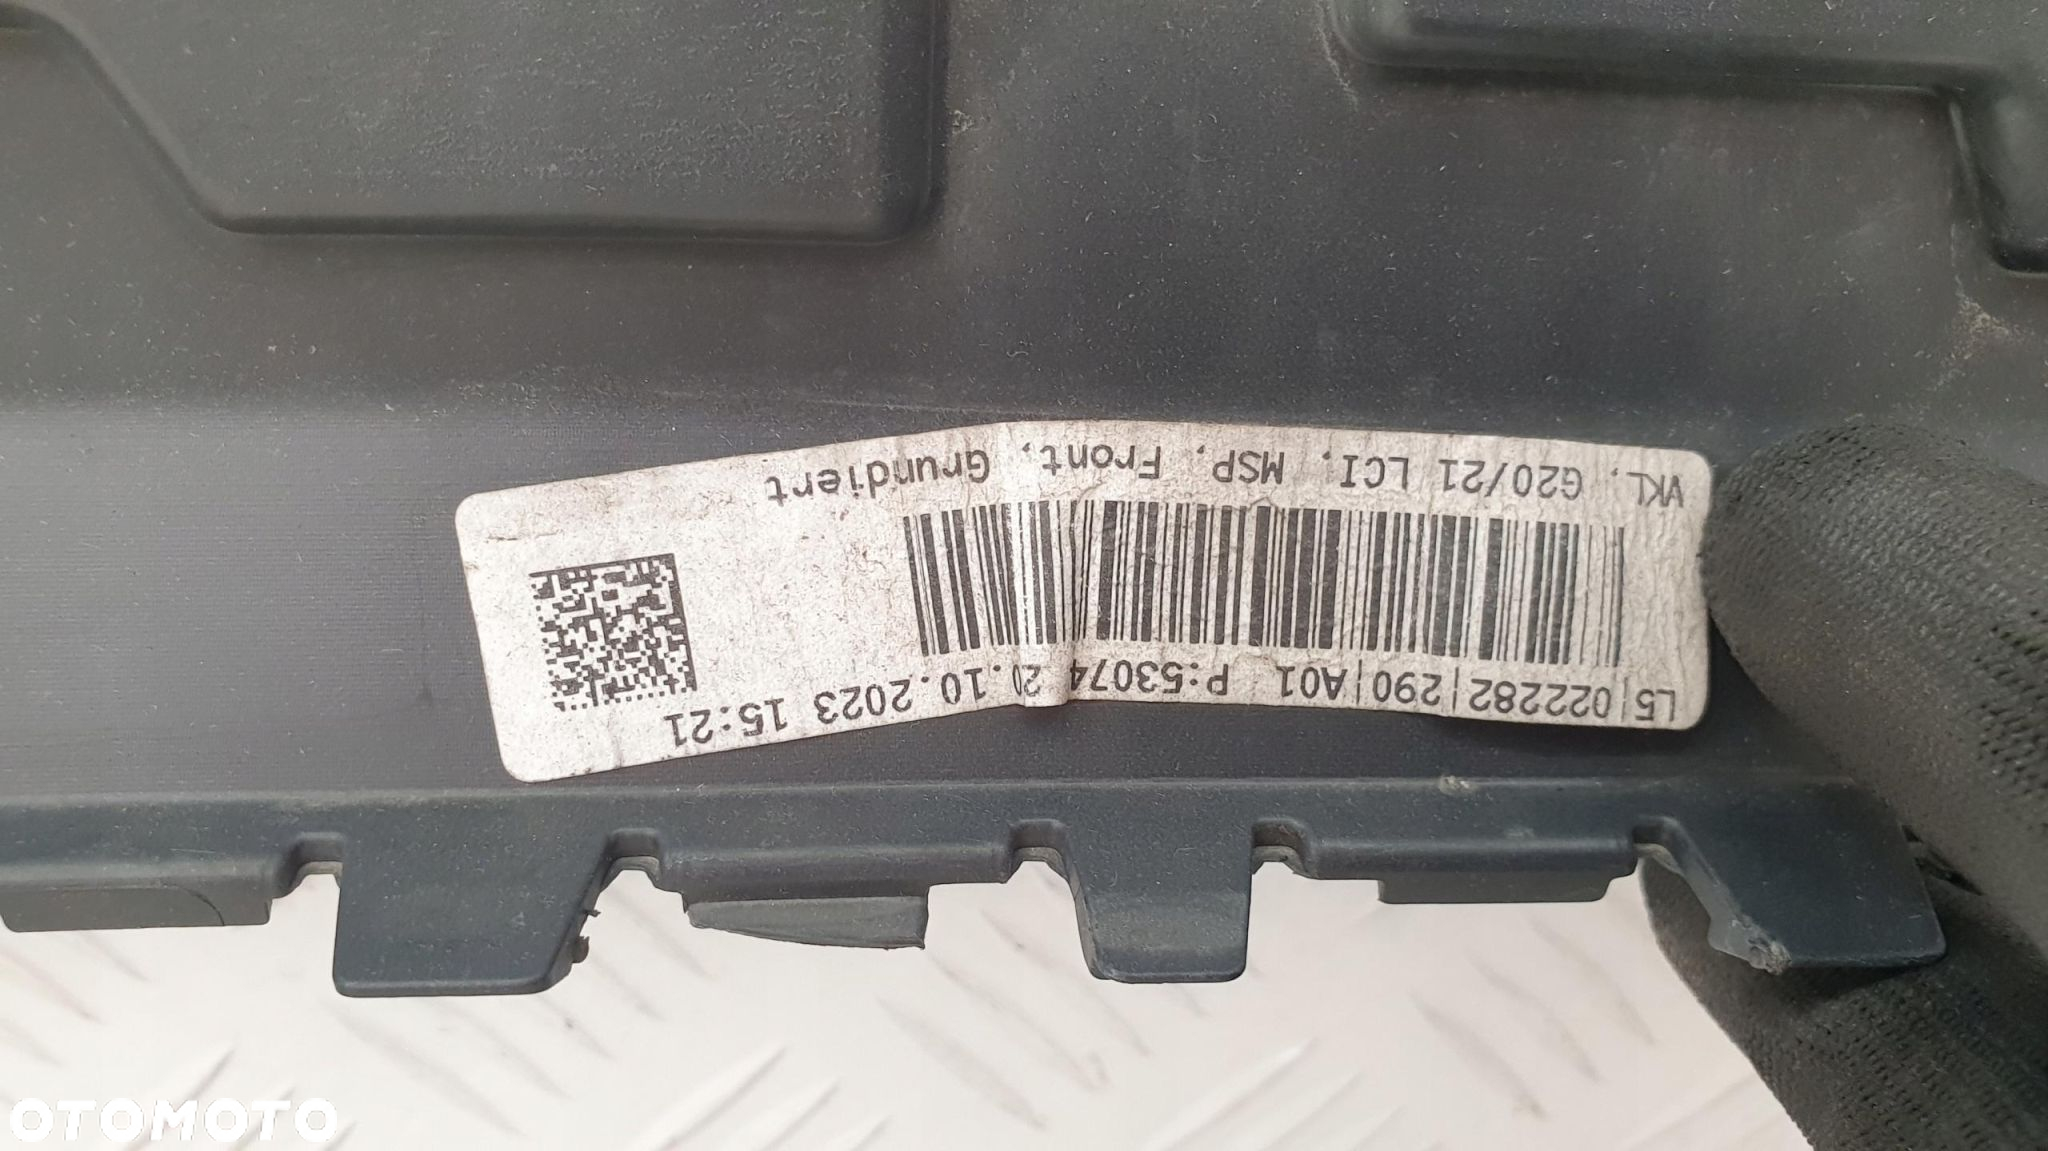 L5|022282|290|A01 P:53074 20.10.2023 15:21
VKL, G20/21 LCI, MSP, Front, Grundiert
OTOMOTO